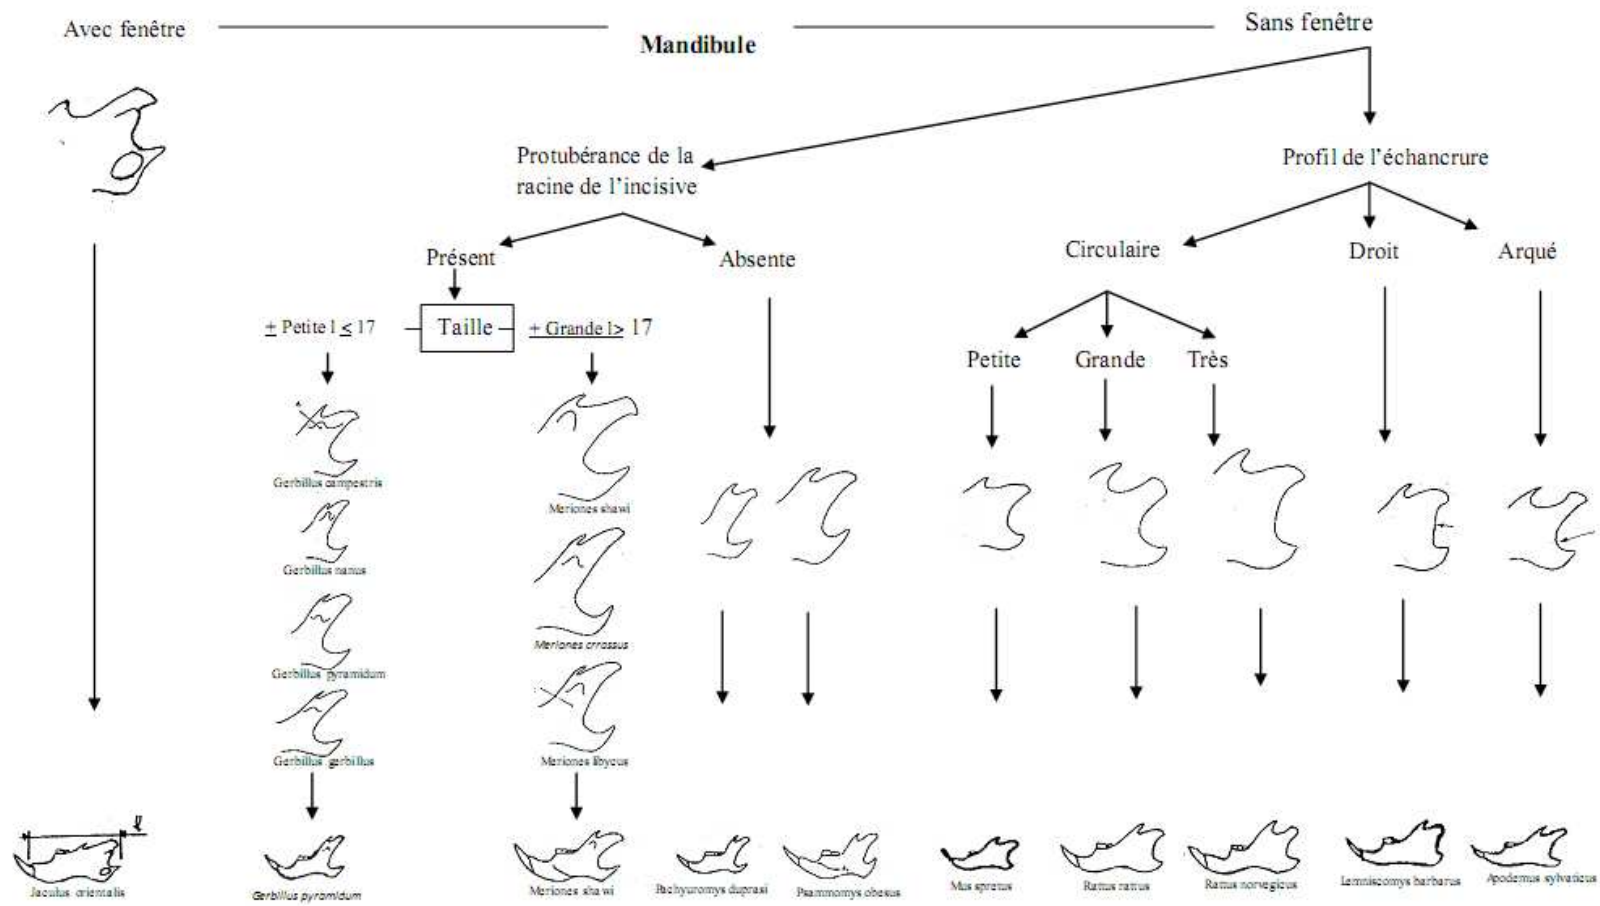 Avec fenêtre
Mandibule
Sans fenêtre
Protubérance de la
racine de l'incisive
Profil de l'échancrure
Présent
Absente
Circulaire
Droit
Arqué
± Petite l ≤ 17
Taille
+ Grande l> 17
Petite
Grande
Très
Gerbillus campestris
Meriones shawi
Gerbillus nanus
Meriones crrassus
Gerbillus pyramidum
Gerbillus gerbillus
Meriones libycus
Jaculus orientalis
Gerbillus pyramidum
Meriones shawi
Pachyuromys duprasi
Psammomys obesus
Mus spretus
Rattus rattus
Rattus norvegicus
Lemniscomys barbarus
Apodemus sylvaticus